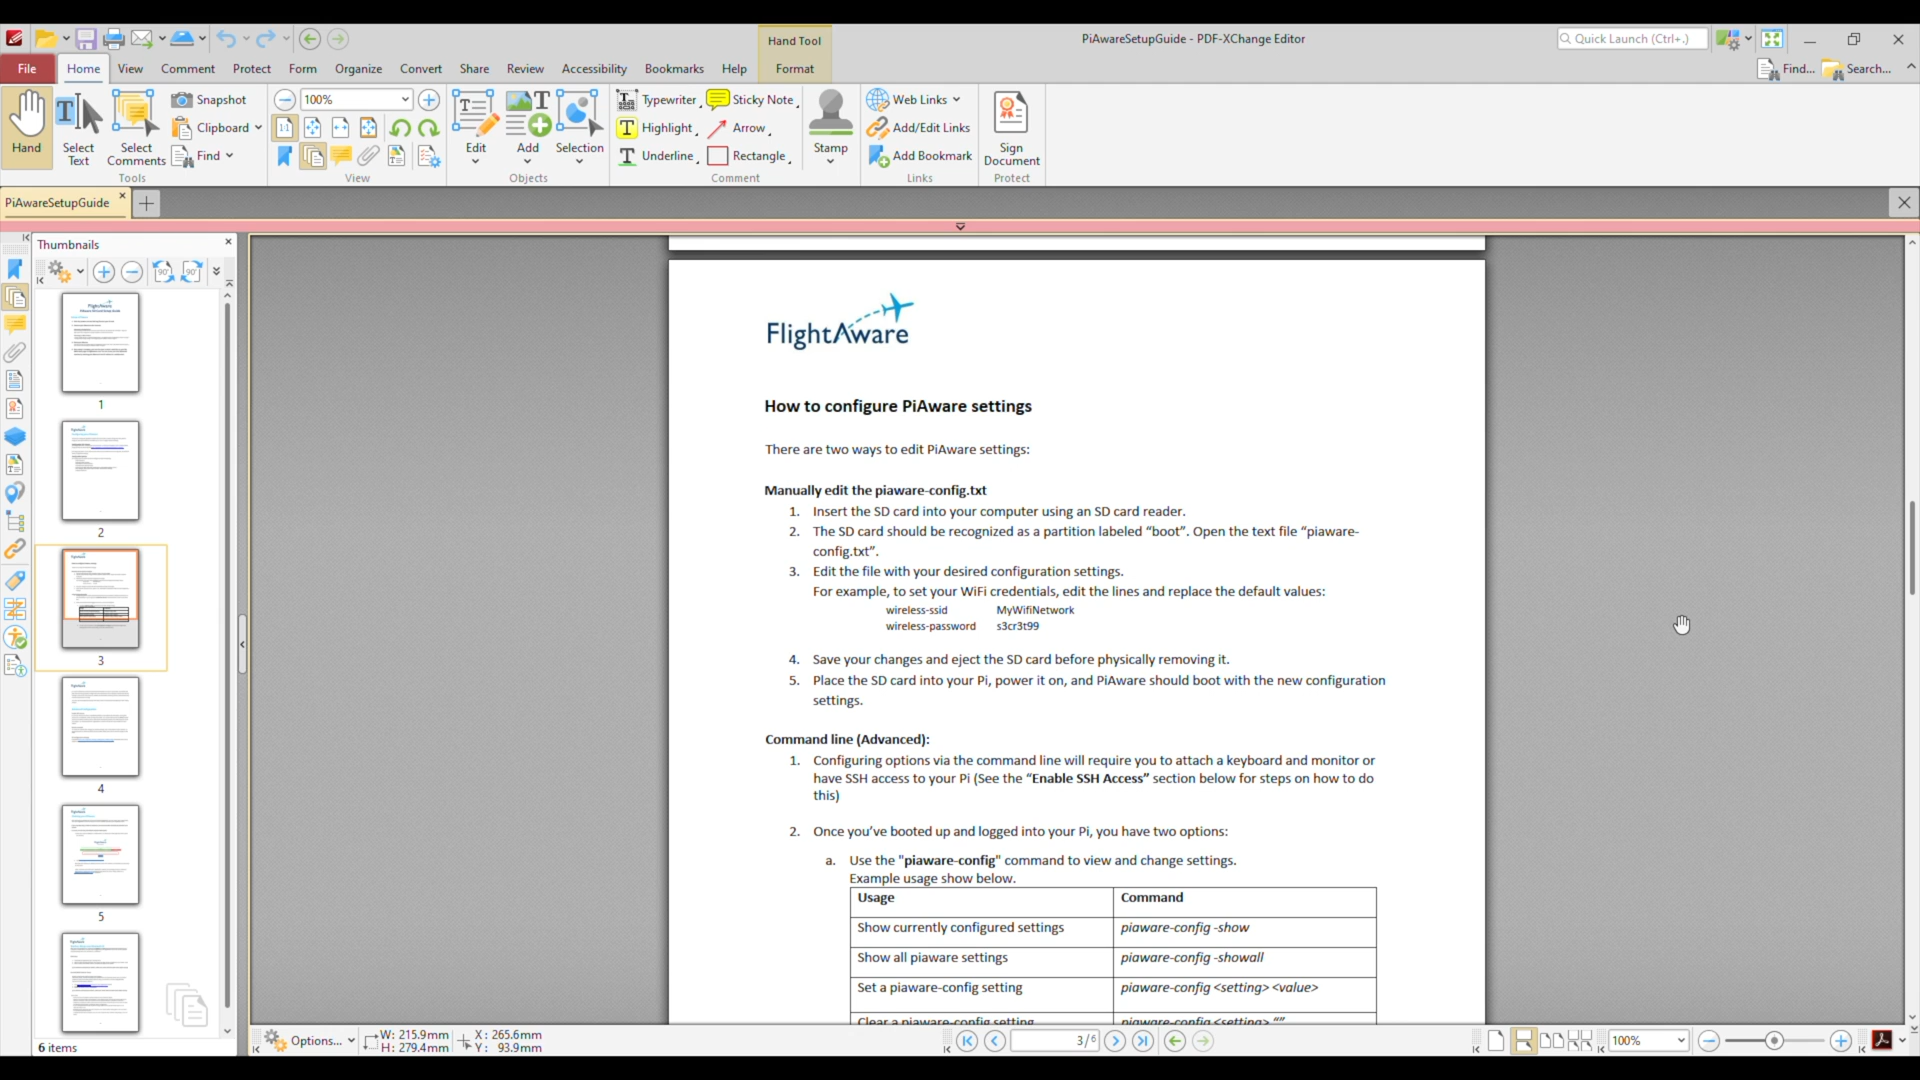 Hand Tool
PiAwareSetupGuide - PDF-XChange Editor
Quick Launch (Ctrl+.)
File Home View Comment Protect Form Organize Convert Share Review Accessibility Bookmarks Help Format
Find... Search...
Hand
Select
Text
Select
Comments
Snapshot
Clipboard
Find
Tools
100%
View
Edit
Add
Selection
Objects
Typewriter
Sticky Note
Highlight
Arrow
Underline
Rectangle
Stamp
Comment
Web Links
Add/Edit Links
Add Bookmark
Links
Sign
Document
Protect
PiAwareSetupGuide
Thumbnails
1
2
3
4
5
6 items
FlightAware
How to configure PiAware settings
There are two ways to edit PiAware settings:
Manually edit the piaware-config.txt
1. Insert the SD card into your computer using an SD card reader.
2. The SD card should be recognized as a partition labeled “boot”. Open the text file “piaware-
config.txt”.
3. Edit the file with your desired configuration settings.
For example, to set your WiFi credentials, edit the lines and replace the default values:
wireless-ssid MyWifiNetwork
wireless-password s3cr3t99
4. Save your changes and eject the SD card before physically removing it.
5. Place the SD card into your Pi, power it on, and PiAware should boot with the new configuration
settings.
Command line (Advanced):
1. Configuring options via the command line will require you to attach a keyboard and monitor or
have SSH access to your Pi (See the “Enable SSH Access” section below for steps on how to do
this)
2. Once you’ve booted up and logged into your Pi, you have two options:
a. Use the "piaware-config" command to view and change settings.
Example usage show below.
Usage Command
Show currently configured settings piaware-config -show
Show all piaware settings piaware-config -showall
Set a piaware-config setting piaware-config <setting> <value>
Clear a piaware-config setting piaware-config <setting> “”
Options...
W: 215.9mm
H: 279.4mm
X: 265.6mm
Y: 93.9mm
3/6
100%